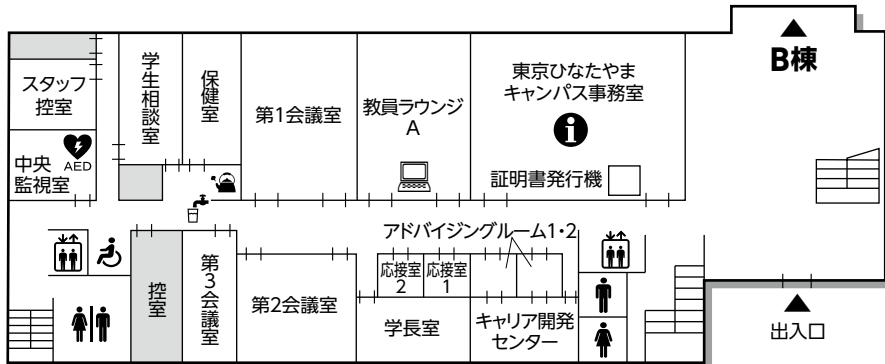 B棟
スタッフ
控室
学生相談室
保健室
第1会議室
教員ラウンジ
A
東京ひなたやま
キャンパス事務室
中央
監視室
AED
証明書発行機
アドバイジングルーム1・2
控室
第3会議室
第2会議室
応接室
2
応接室
1
学長室
キャリア開発
センター
出入口